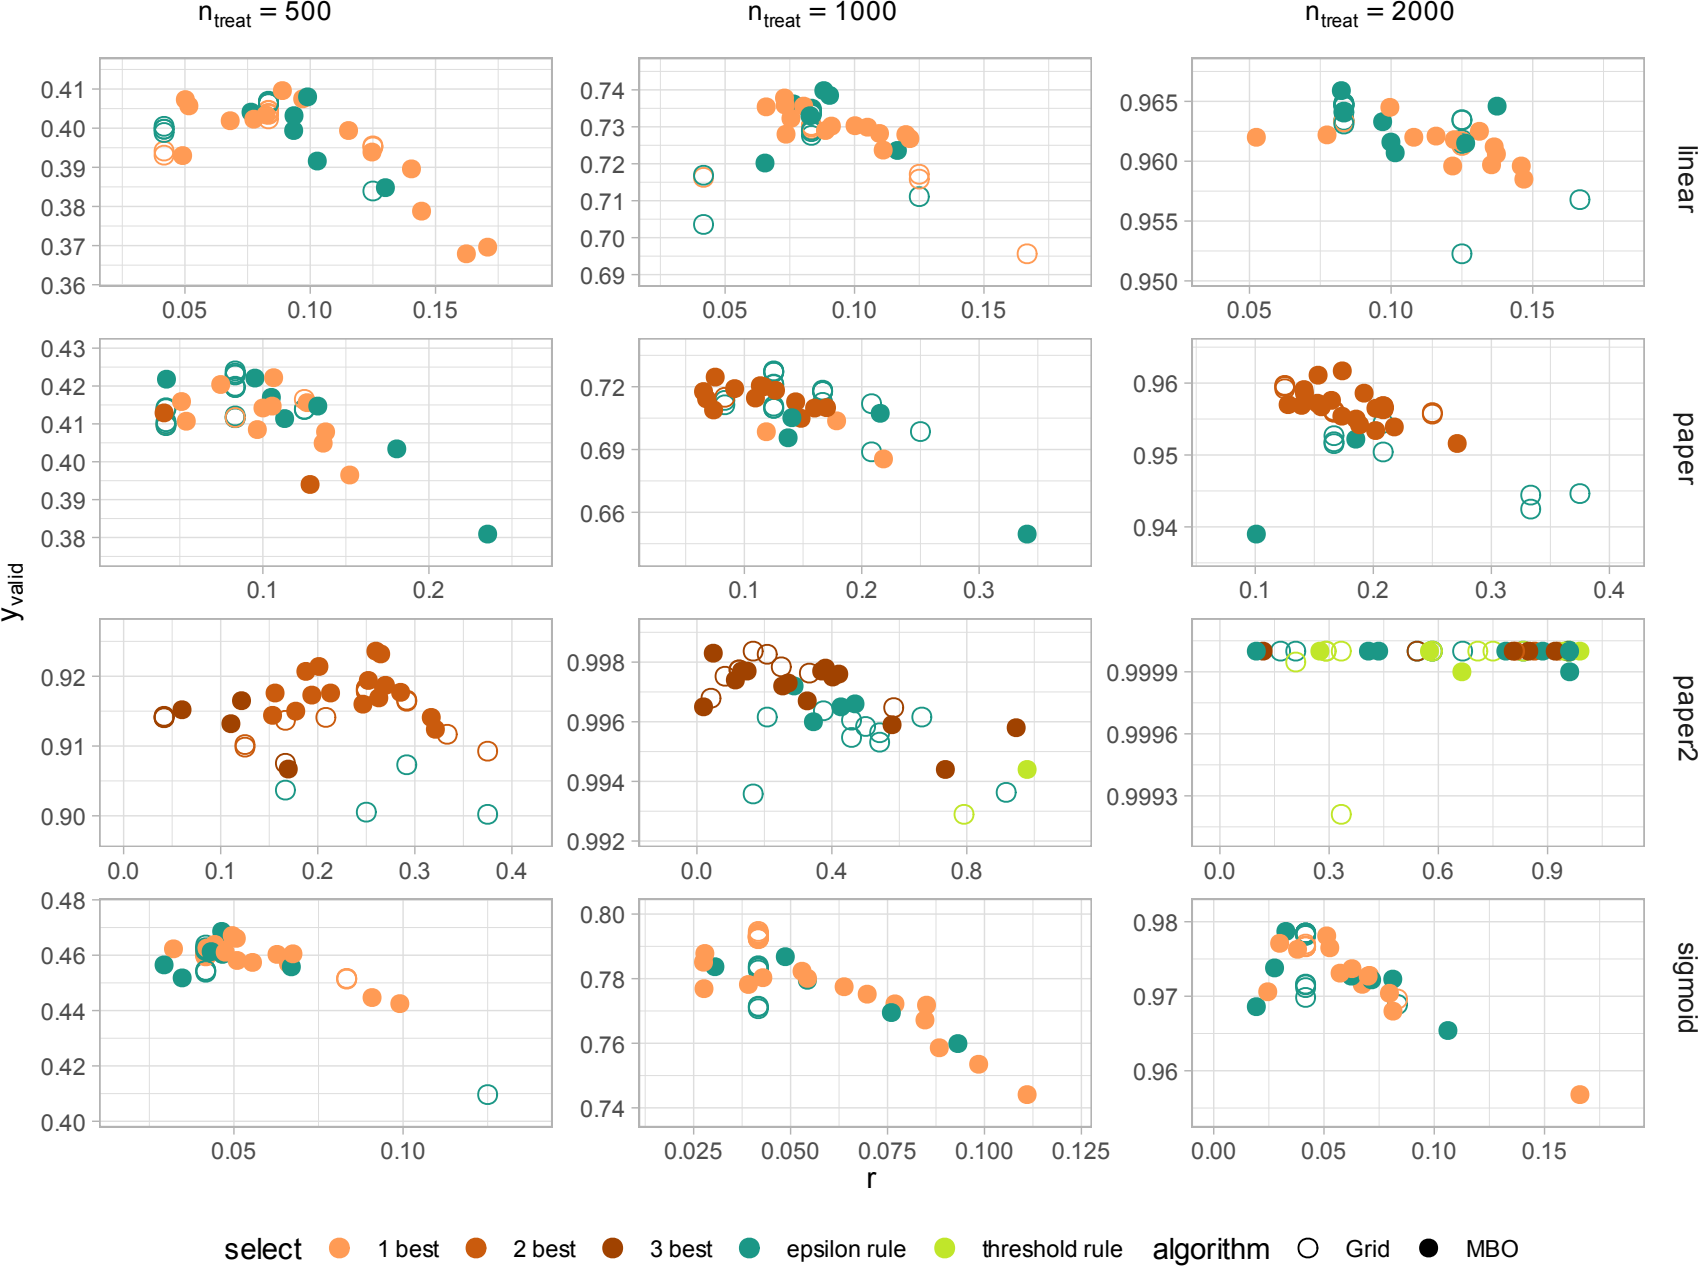 n_treat = 500 n_treat = 1000 n_treat = 2000
0.41 0.40 0.39 0.38 0.37 0.36
0.05 0.10 0.15
0.74 0.73 0.72 0.71 0.70 0.69
0.05 0.10 0.15
0.965 0.960 0.955 0.950
0.05 0.10 0.15
linear
0.43 0.42 0.41 0.40 0.39 0.38
0.1 0.2
0.72 0.69 0.66
0.1 0.2 0.3
0.96 0.95 0.94
0.1 0.2 0.3 0.4
paper
y_valid
0.92 0.91 0.90
0.0 0.1 0.2 0.3 0.4
0.998 0.996 0.994 0.992
0.0 0.4 0.8
0.9999 0.9996 0.9993
0.0 0.3 0.6 0.9
paper2
0.48 0.46 0.44 0.42 0.40
0.05 0.10
0.80 0.78 0.76 0.74
0.025 0.050 0.075 0.100 0.125
0.98 0.97 0.96
0.00 0.05 0.10 0.15
sigmoid
r
select 1 best 2 best 3 best epsilon rule threshold rule algorithm Grid MBO